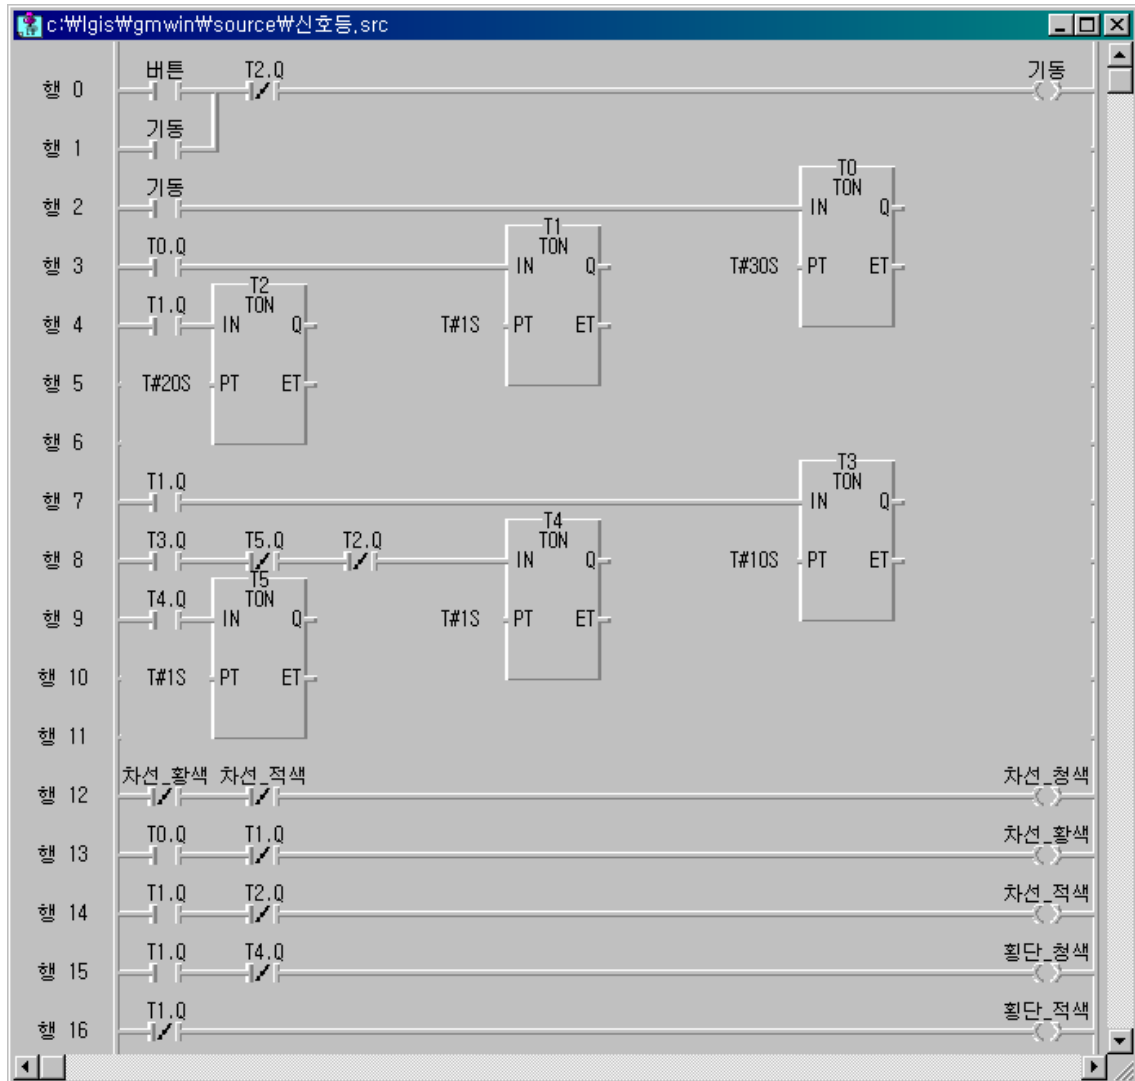 c:\lgis\gmwin\source\신호등.src
버튼 T2.Q 기동
행 0
기동
행 1
기동 T0
TON
행 2 IN Q
T0.Q T1
TON
행 3 IN Q T#30S PT ET
T1.Q T2
TON
행 4 IN Q T#1S PT ET
행 5 T#20S PT ET
행 6
T1.Q T3
TON
행 7 IN Q
T3.Q T5.Q T2.Q T4
TON
행 8 IN Q T#10S PT ET
T4.Q T5
TON
행 9 IN Q T#1S PT ET
행 10 T#1S PT ET
행 11
차선_황색 차선_적색 차선_청색
행 12
T0.Q T1.Q 차선_황색
행 13
T1.Q T2.Q 차선_적색
행 14
T1.Q T4.Q 횡단_청색
행 15
T1.Q 횡단_적색
행 16